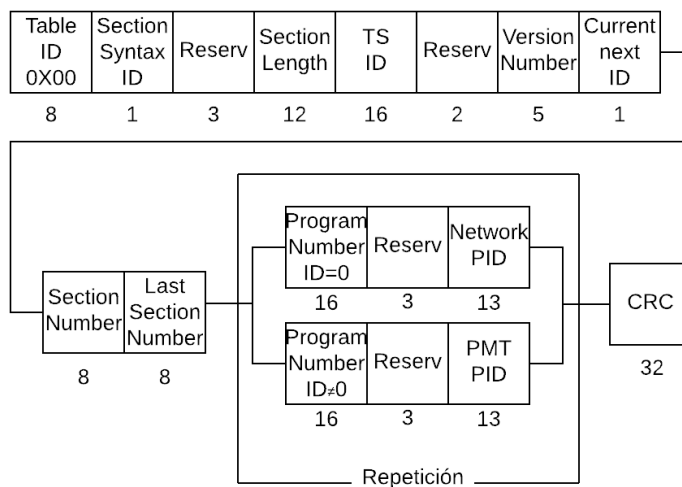 Table
ID
0X00
Section
Syntax
ID
Reserv
Section
Length
TS
ID
Reserv
Version
Number
Current
next
ID
8
1
3
12
16
2
5
1
Section
Number
Last
Section
Number
8
8
Program
Number
ID=0
Reserv
Network
PID
16
3
13
Program
Number
ID≠0
Reserv
PMT
PID
16
3
13
CRC
32
Repetición